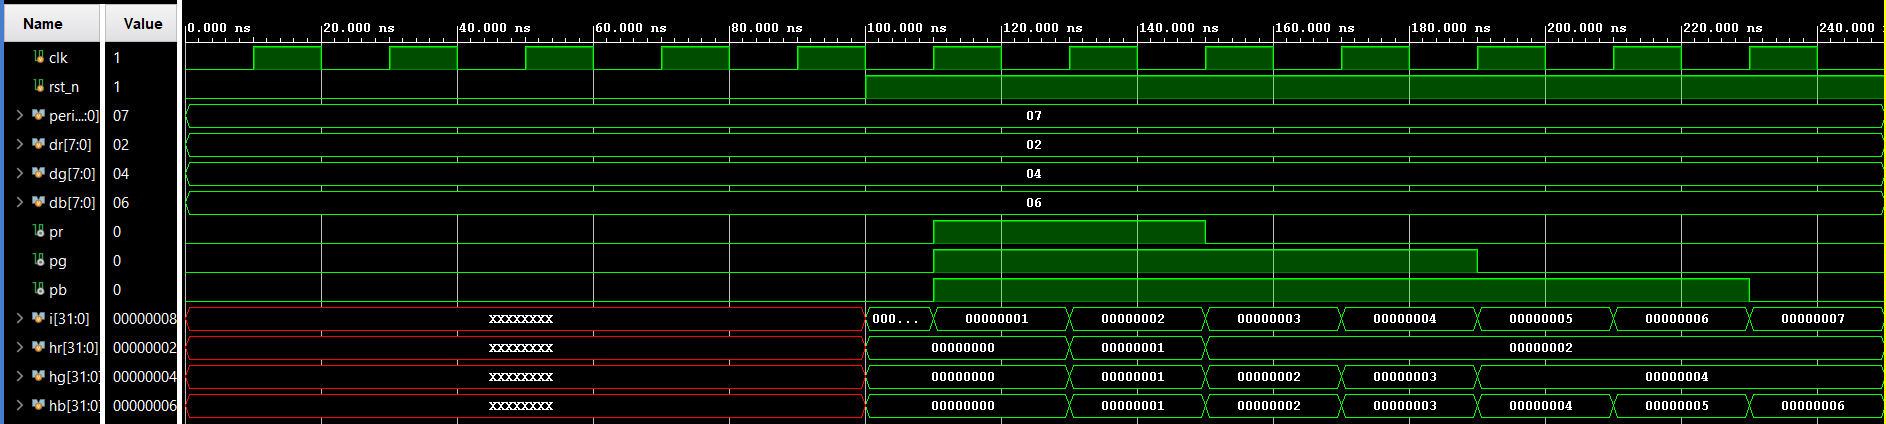 Name Value 0.000 ns 20.000 ns 40.000 ns 60.000 ns 80.000 ns 100.000 ns 120.000 ns 140.000 ns 160.000 ns 180.000 ns 200.000 ns 220.000 ns 240.000
clk 1
rst_n 1
peri...:0] 07 07
dr[7:0] 02 02
dg[7:0] 04 04
db[7:0] 06 06
pr 0
pg 0
pb 0
i[31:0] 00000008 XXXXXXXX 000... 00000001 00000002 00000003 00000004 00000005 00000006 00000007
hr[31:0] 00000002 XXXXXXXX 00000000 00000001 00000002
hg[31:0] 00000004 XXXXXXXX 00000000 00000001 00000002 00000003 00000004
hb[31:0] 00000006 XXXXXXXX 00000000 00000001 00000002 00000003 00000004 00000005 00000006